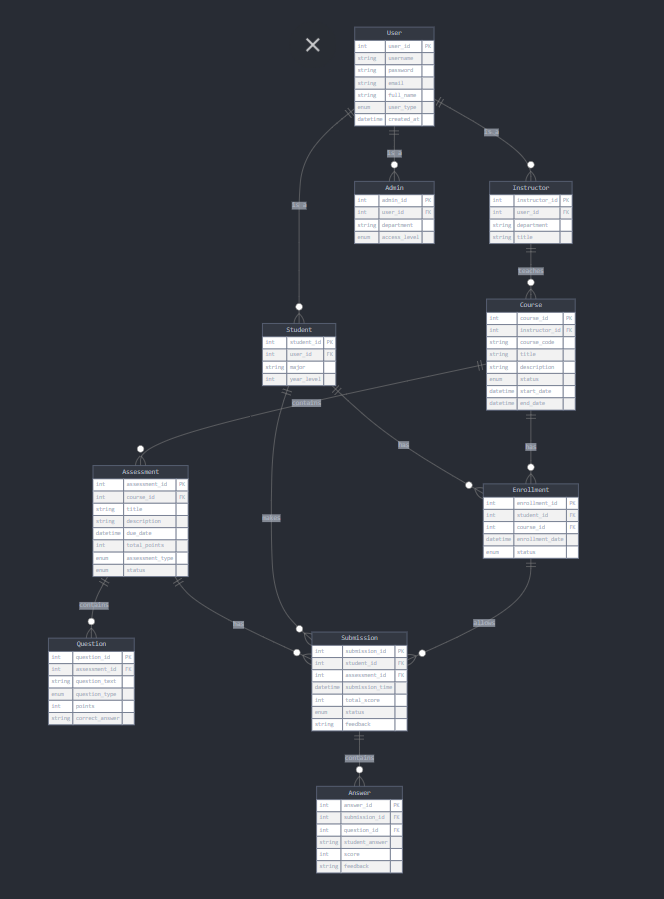 User
int user_id PK
string username
string password
string email
string full_name
enum user_type
datetime created_at
is a
is a
is a
Admin
int admin_id PK
int user_id FK
string department
enum access_level
Instructor
int instructor_id PK
int user_id FK
string department
string title
teaches
Course
int course_id PK
int instructor_id FK
string course_code
string title
string description
enum status
datetime start_date
datetime end_date
Student
int student_id PK
int user_id FK
string major
int year_level
contains
has
has
Assessment
int assessment_id PK
int course_id FK
string title
string description
datetime due_date
int total_points
enum assessment_type
enum status
makes
Enrollment
int enrollment_id PK
int student_id FK
int course_id FK
datetime enrollment_date
enum status
contains
has
allows
Question
int question_id PK
int assessment_id FK
string question_text
enum question_type
int points
string correct_answer
Submission
int submission_id PK
int student_id FK
int assessment_id FK
datetime submission_time
int total_score
enum status
string feedback
contains
Answer
int answer_id PK
int submission_id FK
int question_id FK
string student_answer
int score
string feedback